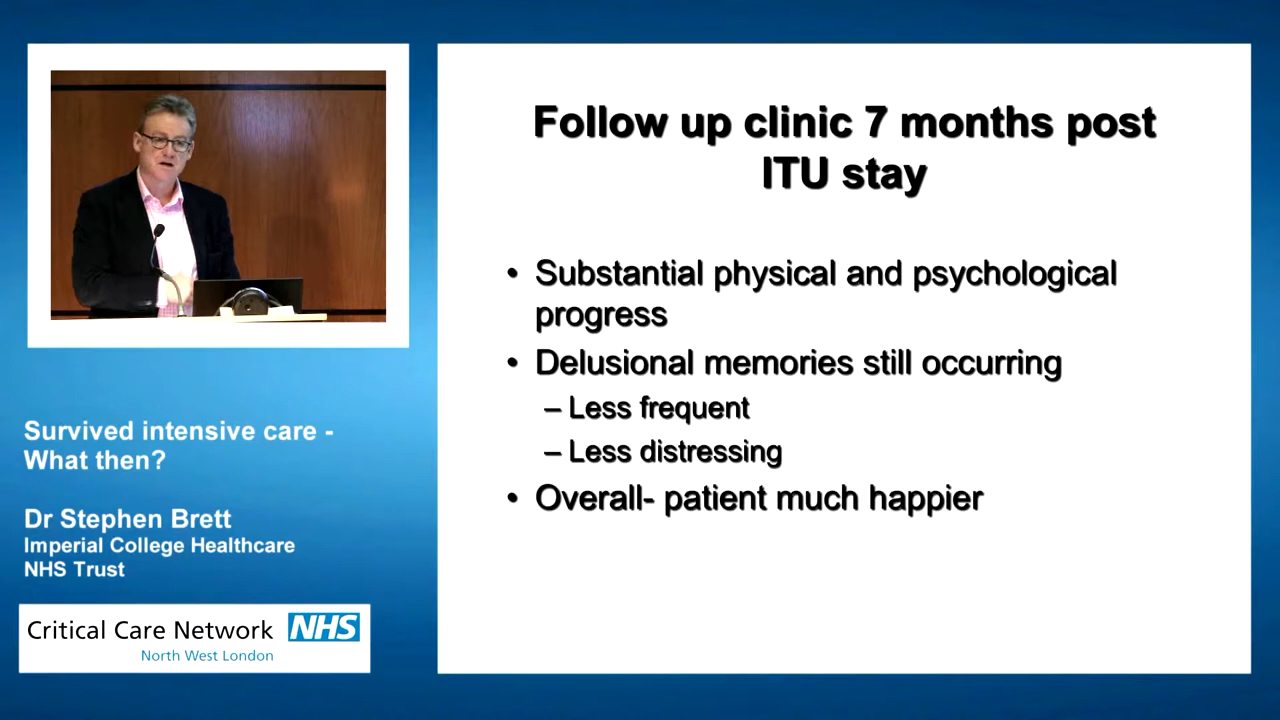 Follow up clinic 7 months post
ITU stay
• Substantial physical and psychological
progress
• Delusional memories still occurring
– Less frequent
– Less distressing
• Overall- patient much happier
Survived intensive care -
What then?
Dr Stephen Brett
Imperial College Healthcare
NHS Trust
Critical Care Network NHS
North West London